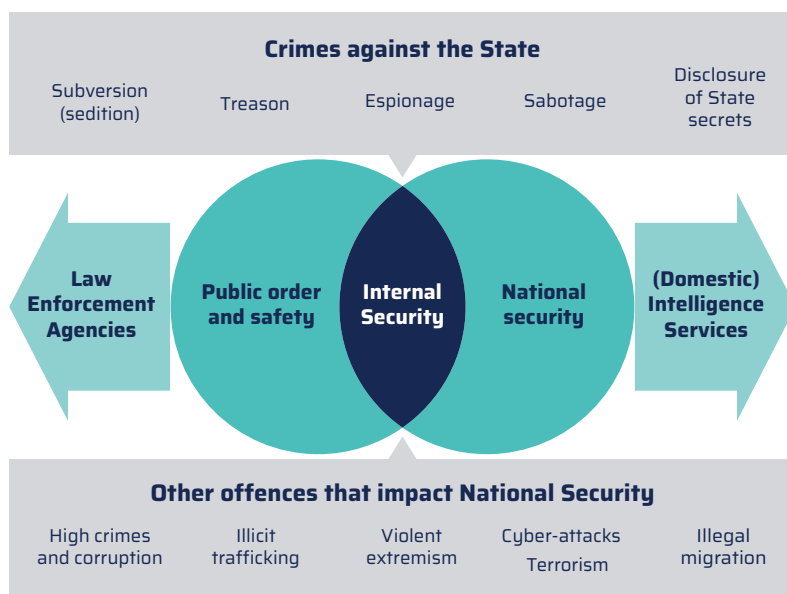 Crimes against the State
Subversion
(sedition)
Treason
Espionage
Sabotage
Disclosure
of State
secrets
Law
Enforcement
Agencies
Public order
and safety
Internal
Security
National
security
(Domestic)
Intelligence
Services
Other offences that impact National Security
High crimes
and corruption
Illicit
trafficking
Violent
extremism
Cyber-attacks
Terrorism
Illegal
migration